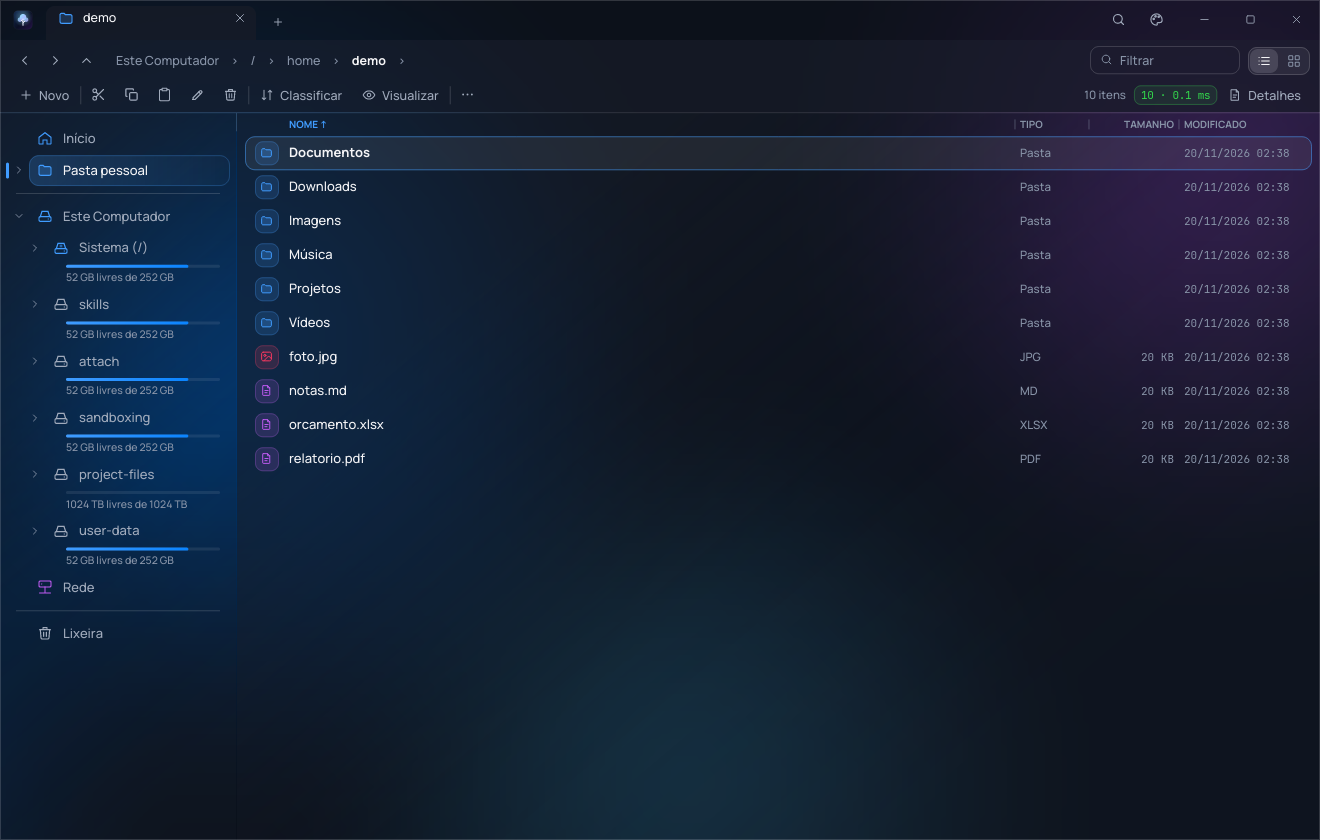 demo
Este Computador › / › home › demo ›
Filtrar
Novo
Classificar
Visualizar
10 itens
10 · 0.1 ms
Detalhes
Início
Pasta pessoal
Este Computador
Sistema (/)
52 GB livres de 252 GB
skills
52 GB livres de 252 GB
attach
52 GB livres de 252 GB
sandboxing
52 GB livres de 252 GB
project-files
1024 TB livres de 1024 TB
user-data
52 GB livres de 252 GB
Rede
Lixeira
NOME ↑ TIPO TAMANHO MODIFICADO
Documentos Pasta 20/11/2026 02:38
Downloads Pasta 20/11/2026 02:38
Imagens Pasta 20/11/2026 02:38
Música Pasta 20/11/2026 02:38
Projetos Pasta 20/11/2026 02:38
Vídeos Pasta 20/11/2026 02:38
foto.jpg JPG 20 KB 20/11/2026 02:38
notas.md MD 20 KB 20/11/2026 02:38
orcamento.xlsx XLSX 20 KB 20/11/2026 02:38
relatorio.pdf PDF 20 KB 20/11/2026 02:38